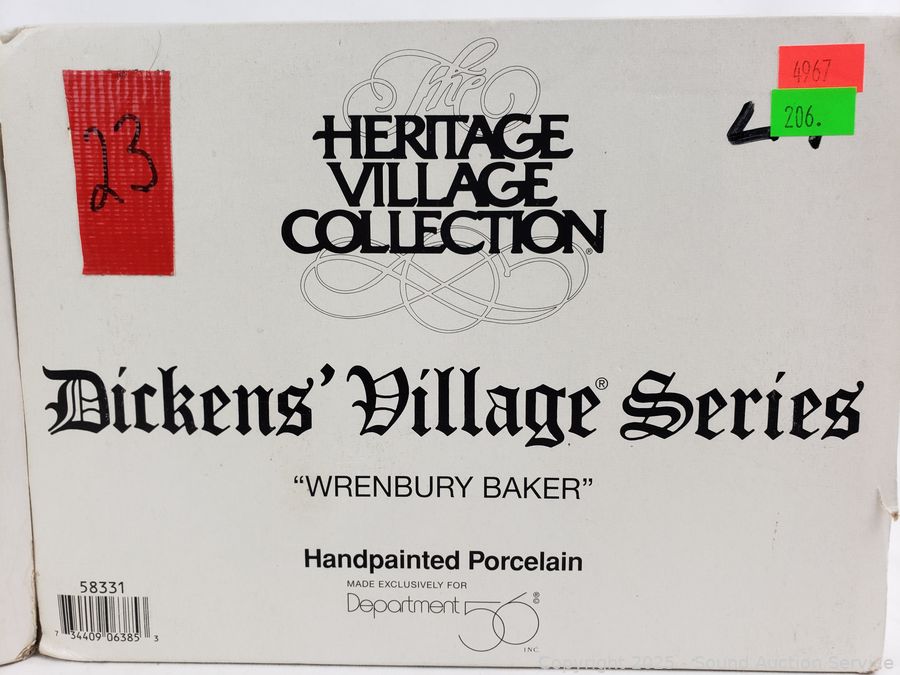 23
4967
206.
The
HERITAGE
VILLAGE
COLLECTION®
Dickens' Village® Series
“WRENBURY BAKER”
Handpainted Porcelain
MADE EXCLUSIVELY FOR
Department 56®©
INC.
58331
7 34409 06385 3
Copyright 2025 - Sound Auction Service